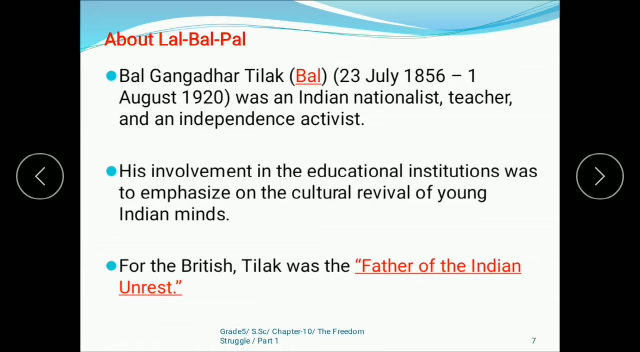 About Lal-Bal-Pal
Bal Gangadhar Tilak (Bal) (23 July 1856 – 1
August 1920) was an Indian nationalist, teacher,
and an independence activist.
His involvement in the educational institutions was
to emphasize on the cultural revival of young
Indian minds.
For the British, Tilak was the “Father of the Indian
Unrest.”
Grade5/ S.Sc/ Chapter-10/ The Freedom
Struggle / Part 1
7